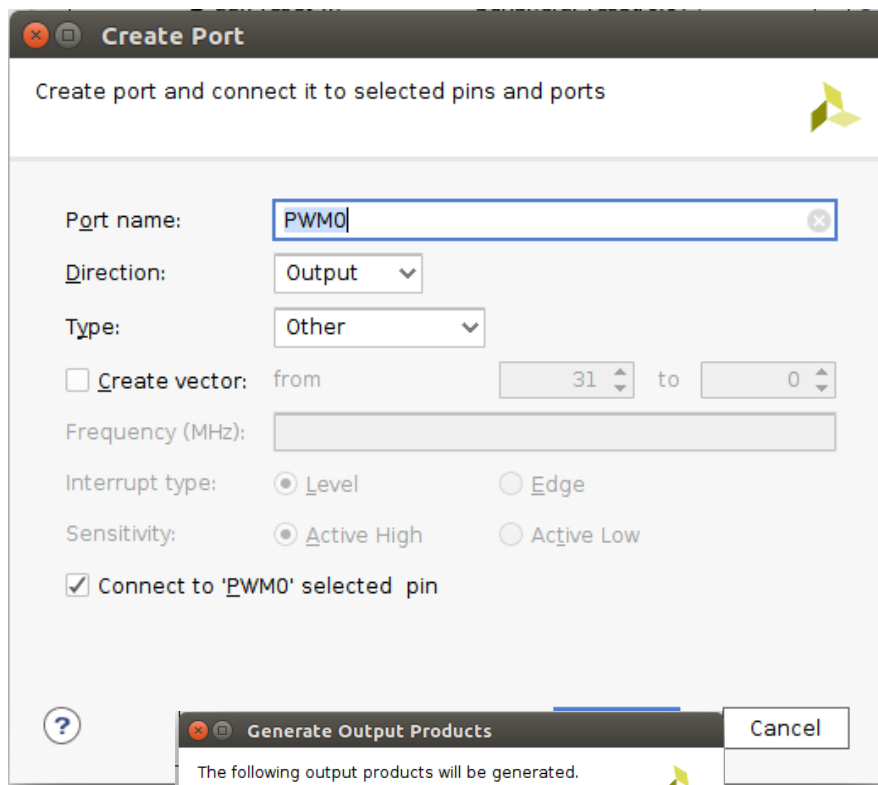 Create Port
Create port and connect it to selected pins and ports
Port name: PWM0
Direction: Output
Type: Other
Create vector: from 31 to 0
Frequency (MHz):
Interrupt type: Level Edge
Sensitivity: Active High Active Low
Connect to 'PWM0' selected pin
? Cancel
Generate Output Products
The following output products will be generated.